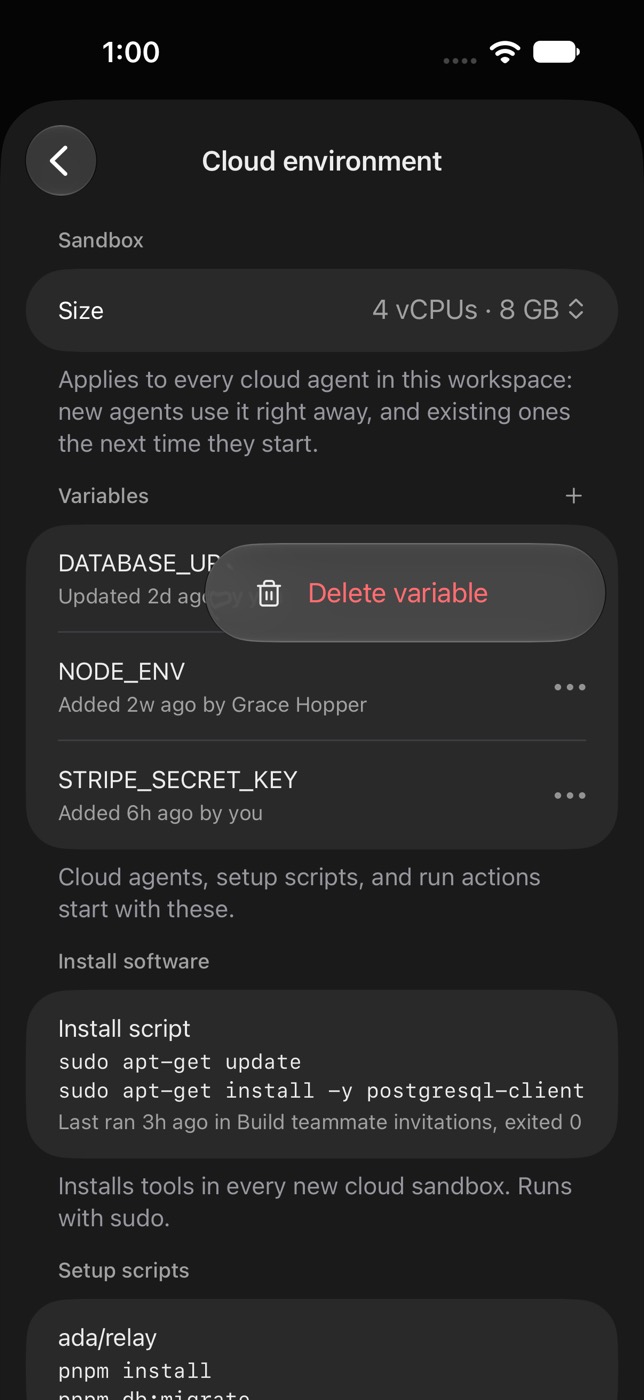 1:00
Cloud environment
Sandbox
Size
4 vCPUs · 8 GB
Applies to every cloud agent in this workspace:
new agents use it right away, and existing ones
the next time they start.
Variables
Delete variable
Updated 2d
NODE_ENV
Added 2w ago by Grace Hopper
STRIPE_SECRET_KEY
Added 6h ago by you
Cloud agents, setup scripts, and run actions
start with these.
Install software
Install script
sudo apt-get update
sudo apt-get install -y postgresql-client
Last ran 3h ago in Build teammate invitations, exited 0
Installs tools in every new cloud sandbox. Runs
with sudo.
Setup scripts
ada/relay
pnpm install
pnpm db:migrate